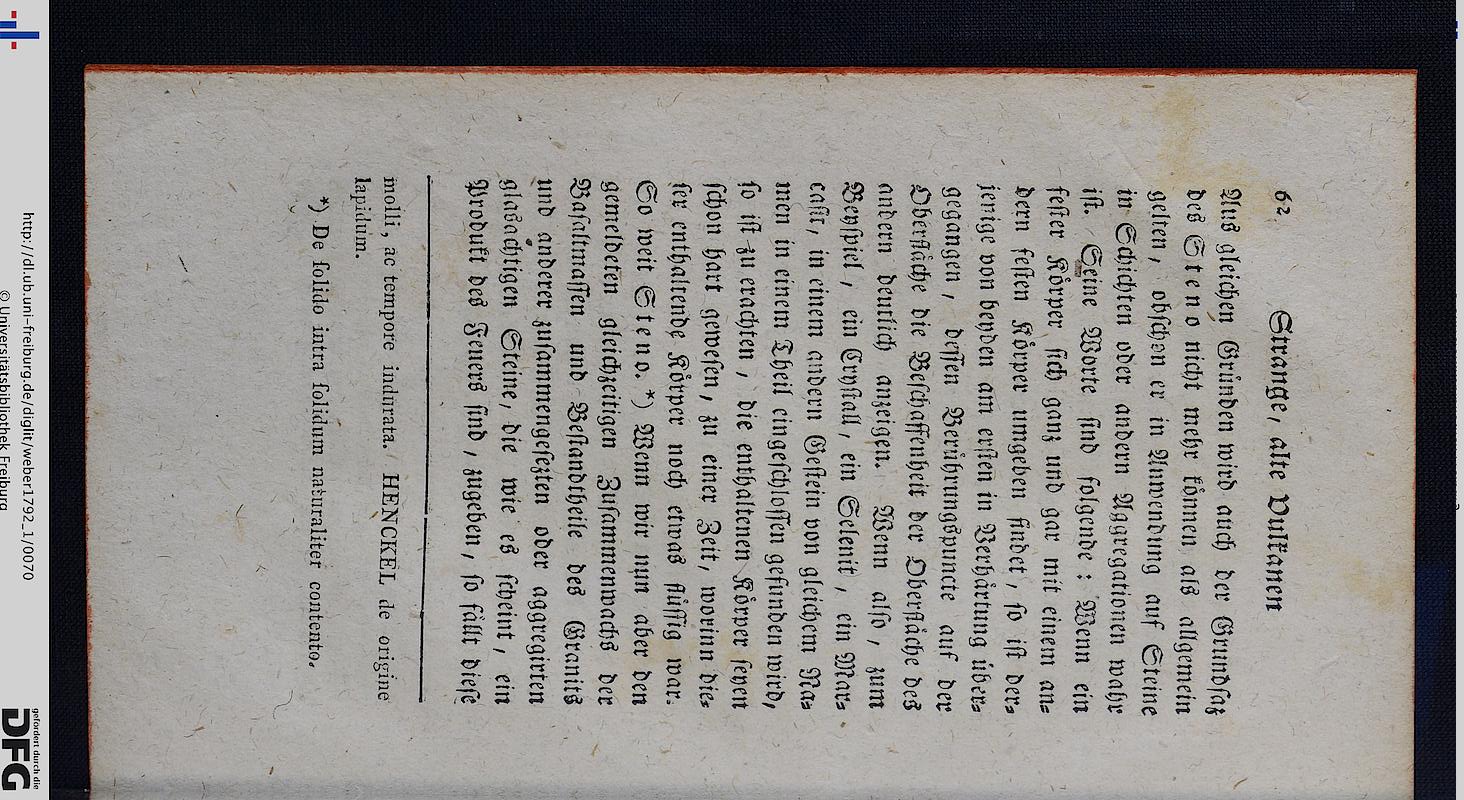 62 Strange, alte Vulkanen
Aus gleichen Gründen wird auch der Grundsaz
des Steno nicht mehr können als allgemein
gelten, obschon er in Anwendung auf Steine
in Schichten oder andern Aggregationen wahr
ist. Seine Worte sind folgende: Wenn ein
fester Körper sich ganz und gar mit einem an-
dern festen Körper umgeben findet, so ist der-
jenige von beyden am ersten in Verhärtung über-
gegangen, dessen Berührungspuncte auf der
Oberfläche die Beschaffenheit der Oberfläche des
andern deutlich anzeigen. Wenn also, zum
Beyspiel, ein Crystall, ein Selenit, ein Mar-
casit, in einem andern Gestein von gleichem Na-
men in einem Theil eingeschlossen gefunden wird,
so ist zu erachten, die enthaltenen Körper seyen
schon hart gewesen, zu einer Zeit, worinn die-
ser enthaltende Körper noch etwas flüssig war.
So weit Steno. *) Wenn wir nun aber den
gemeldeten gleichzeitigen Zusammenwachs der
Basaltmassen und Bestandtheile des Granits
und anderer zusammengesezten oder aggregirten
glasachtigen Steine, die wie es scheint, ein
Produkt des Feuers sind, zugeben, so fällt diese
molli, ac tempore indurata. HENCKEL de origine
lapidum.
*) De solido intra solidum naturaliter contento.
http://dl.ub.uni-freiburg.de/diglit/weber1792_1/0070
© Universitätsbibliothek Freiburg
gefördert durch die
DFG